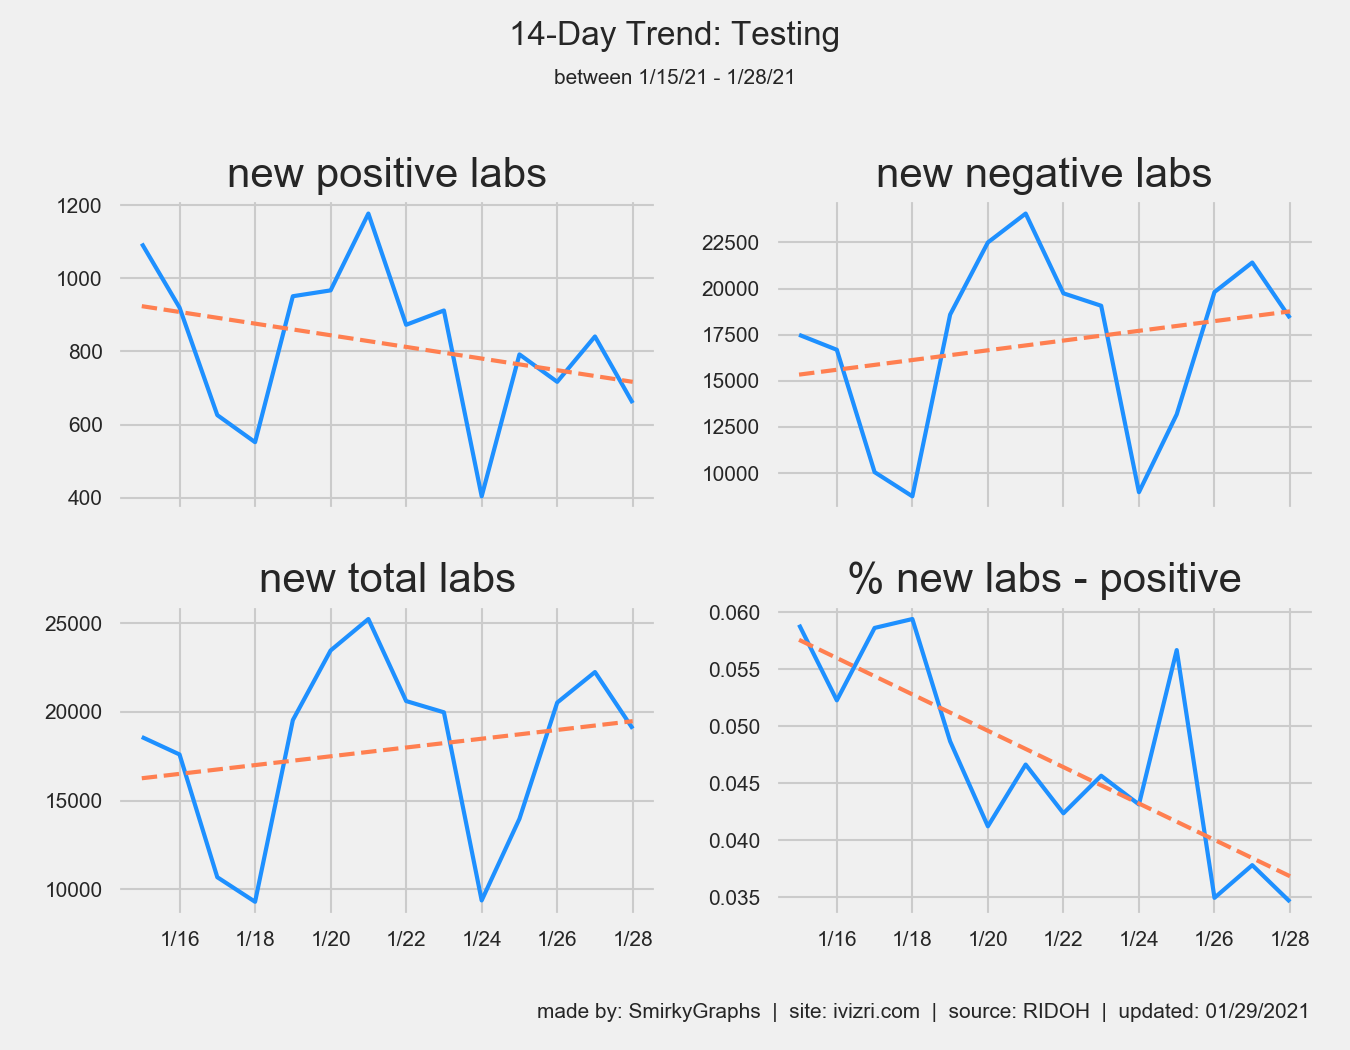 14-Day Trend: Testing
between 1/15/21 - 1/28/21
new positive labs
1200
1000
800
600
400
new negative labs
22500
20000
17500
15000
12500
10000
new total labs
25000
20000
15000
10000
1/16 1/18 1/20 1/22 1/24 1/26 1/28
% new labs - positive
0.060
0.055
0.050
0.045
0.040
0.035
1/16 1/18 1/20 1/22 1/24 1/26 1/28
made by: SmirkyGraphs | site: ivizri.com | source: RIDOH | updated: 01/29/2021